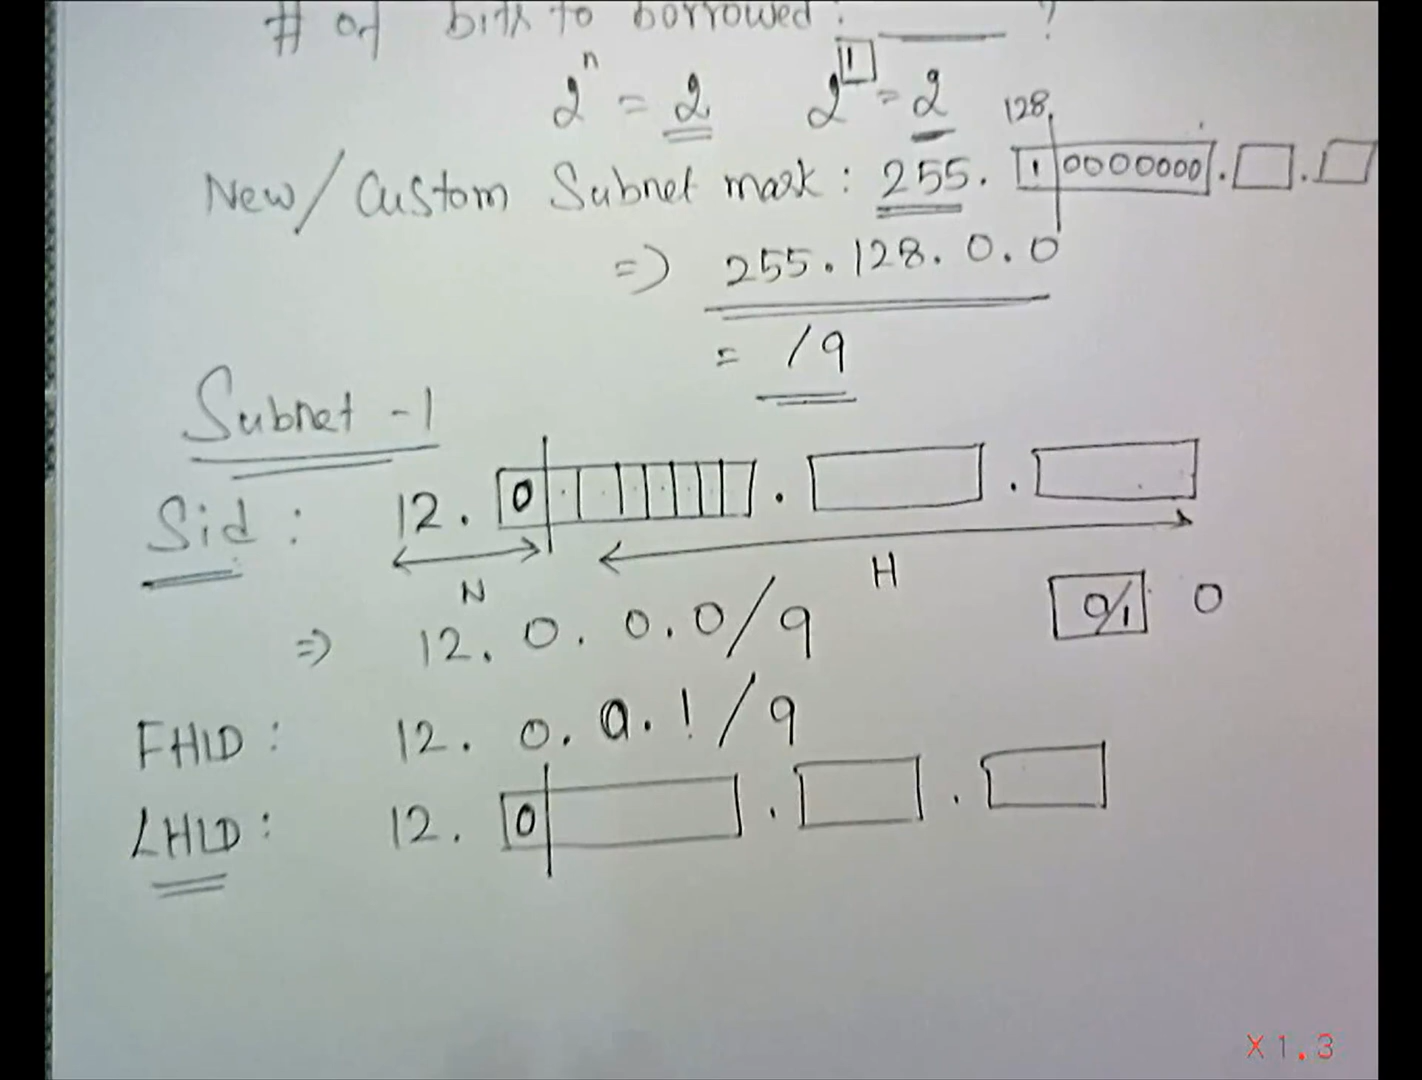 # of bits to borrowed : ____ ?
2^n = 2   2^1 = 2   128
New/Custom Subnet mask : 255. 1 0000000 . .
=) 255.128.0.0
= /9
Subnet -1
Sid : 12. 0 . .
N   H
=) 12.0.0.0/9   0/1   0
FHID : 12. 0. 0. 1/9
LHID : 12. 0 . .
X1.3